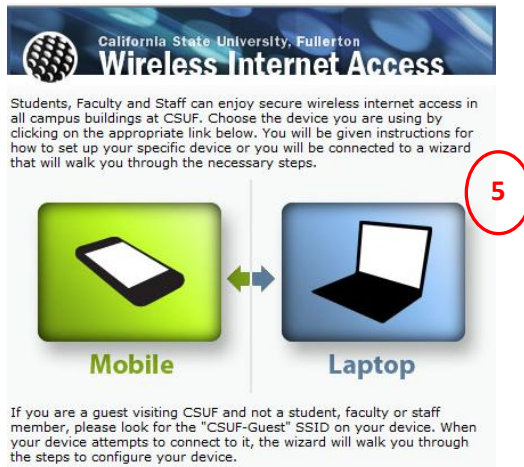 California State University, Fullerton
Wireless Internet Access
Students, Faculty and Staff can enjoy secure wireless internet access in
all campus buildings at CSUF. Choose the device you are using by
clicking on the appropriate link below. You will be given instructions for
how to set up your specific device or you will be connected to a wizard
that will walk you through the necessary steps.
5
Mobile
Laptop
If you are a guest visiting CSUF and not a student, faculty or staff
member, please look for the "CSUF-Guest" SSID on your device. When
your device attempts to connect to it, the wizard will walk you through
the steps to configure your device.